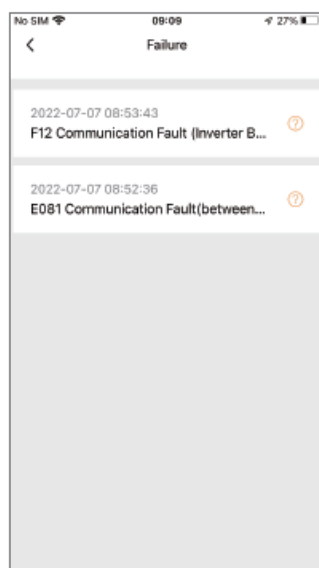 No SIM 09:09 27%
Failure
2022-07-07 08:53:43
F12 Communication Fault (Inverter B...
?
2022-07-07 08:52:36
E081 Communication Fault(between...
?